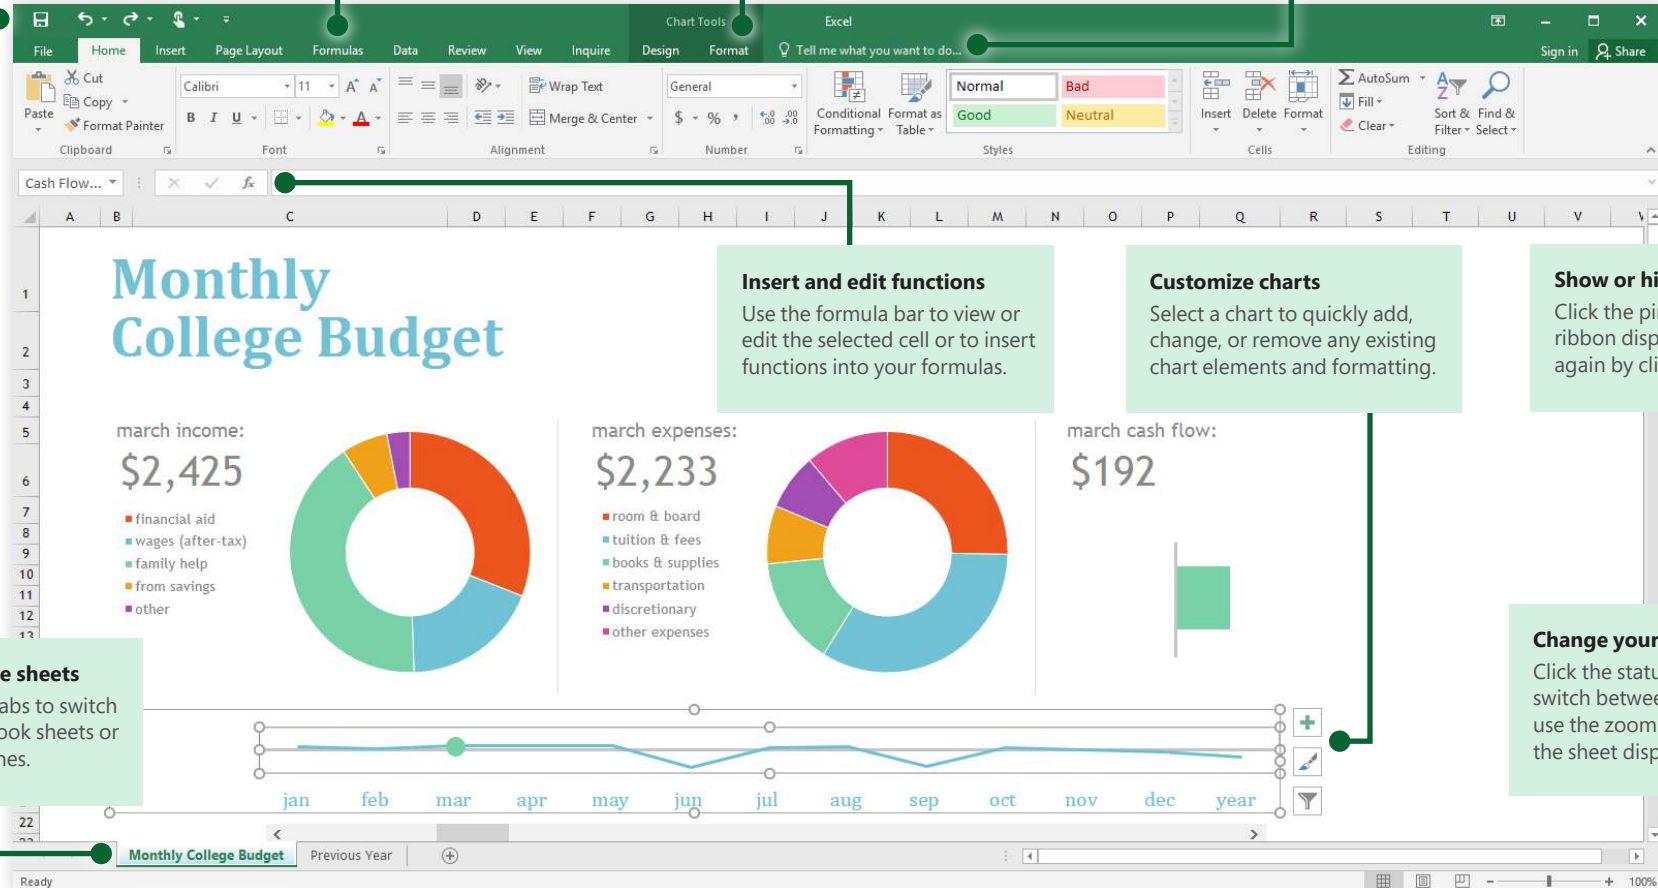 Chart Tools
Excel
File
Home
Insert
Page Layout
Formulas
Data
Review
View
Inquire
Design
Format
Tell me what you want to do...
Sign in
Share
Paste
Cut
Copy
Format Painter
Clipboard
Calibri
11
A A
B I U
A
Font
Wrap Text
Merge & Center
Alignment
General
$ % ,
Number
Conditional
Formatting
Format as
Table
Normal
Bad
Good
Neutral
Styles
Insert
Delete
Format
Cells
AutoSum
Fill
Clear
Sort &
Filter
Find &
Select
Editing
Cash Flow...
fx
A B C D E F G H I J K L M N O P Q R S T U V
1
2
3
4
5
6
7
8
9
10
11
12
13
22
Monthly
College Budget
Insert and edit functions
Use the formula bar to view or
edit the selected cell or to insert
functions into your formulas.
Customize charts
Select a chart to quickly add,
change, or remove any existing
chart elements and formatting.
Show or hi
Click the pi
ribbon disp
again by cli
march income:
$2,425
financial aid
wages (after-tax)
family help
from savings
other
march expenses:
$2,233
room & board
tuition & fees
books & supplies
transportation
discretionary
other expenses
march cash flow:
$192
e sheets
abs to switch
ook sheets or
nes.
Change your
Click the statu
switch betwee
use the zoom
the sheet disp
jan feb mar apr may jun jul aug sep oct nov dec year
Monthly College Budget
Previous Year
Ready
100%